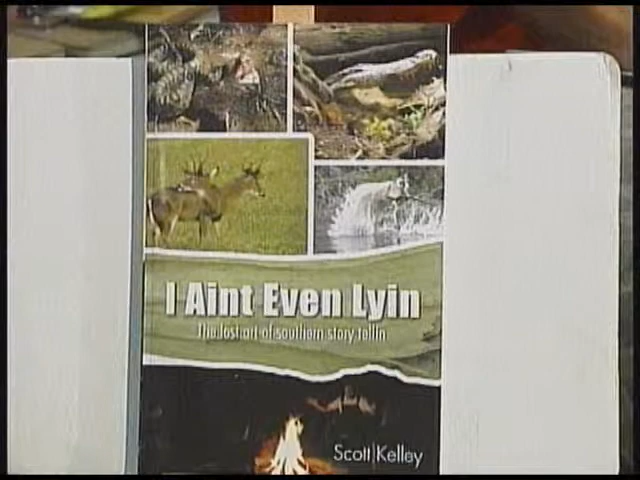 I Aint Even Lyin
The lost art of southern story tellin
Scott|Kelley